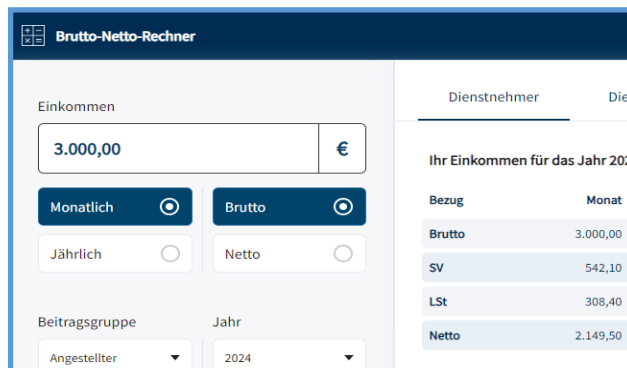 Brutto-Netto-Rechner
Einkommen
3.000,00 €
Monatlich
Brutto
Jährlich
Netto
Beitragsgruppe
Jahr
Angestellter
2024
Dienstnehmer
Ihr Einkommen für das Jahr
Bezug Monat
Brutto 3.000,00
SV 542,10
LSt 308,40
Netto 2.149,50